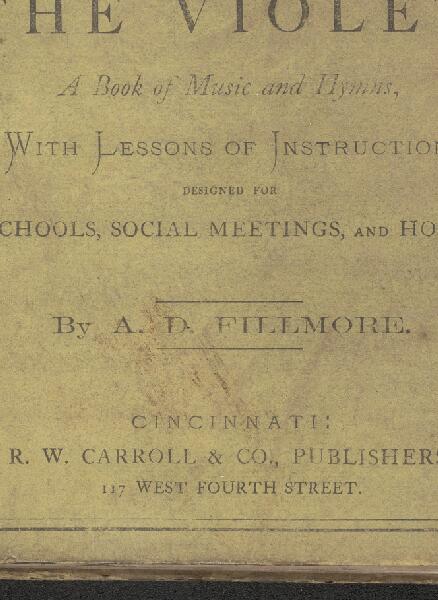 THE VIOLE
A Book of Music and Hymns,
WITH LESSONS OF INSTRUCTION
DESIGNED FOR
CHOOLS, SOCIAL MEETINGS, AND HO
By A. D. FILLMORE.
CINCINNATI:
R. W. CARROLL & CO., PUBLISHERS
117 WEST FOURTH STREET.